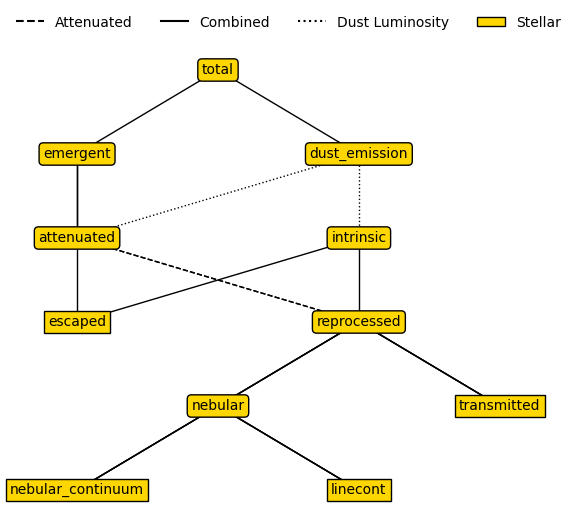 Attenuated Combined Dust Luminosity Stellar
total
emergent dust_emission
attenuated intrinsic
escaped reprocessed
nebular transmitted
nebular_continuum linecont